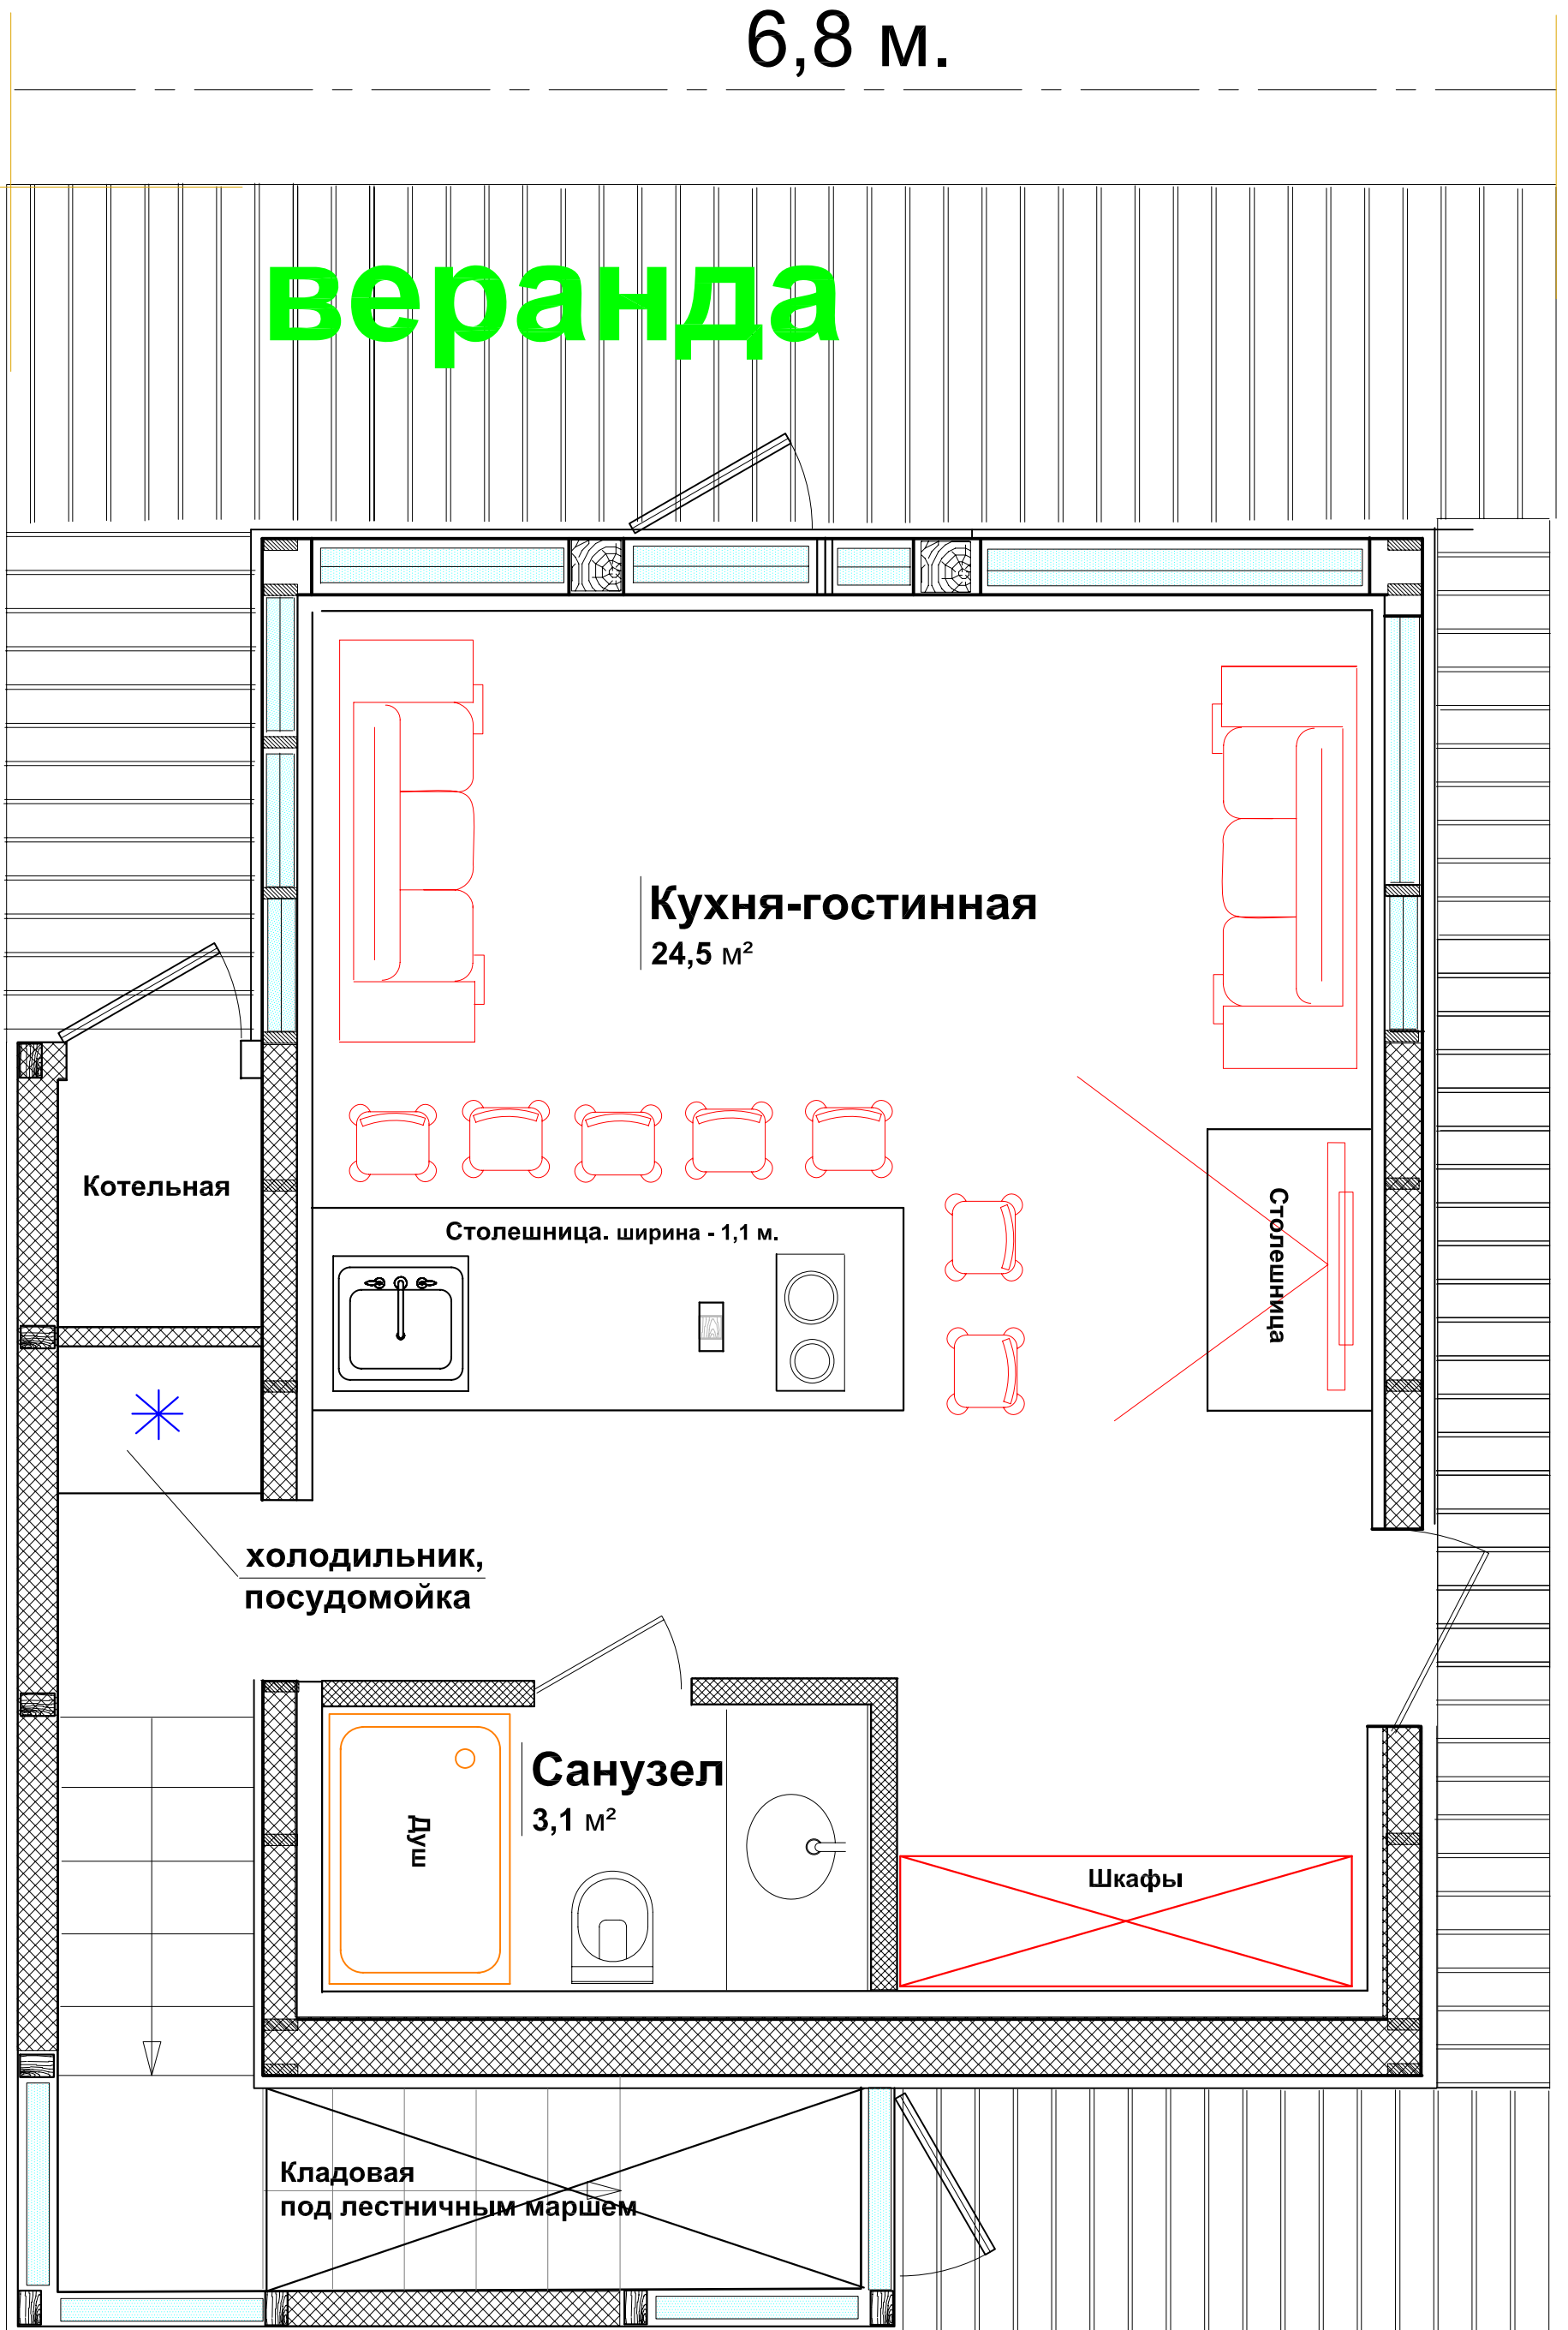 6,8 м.
веранда
Кухня-гостинная
24,5 м²
Котельная
Столешница. ширина - 1,1 м.
Столешница
холодильник,
посудомойка
Санузел
3,1 м²
Душ
Шкафы
Кладовая
под лестничным маршем